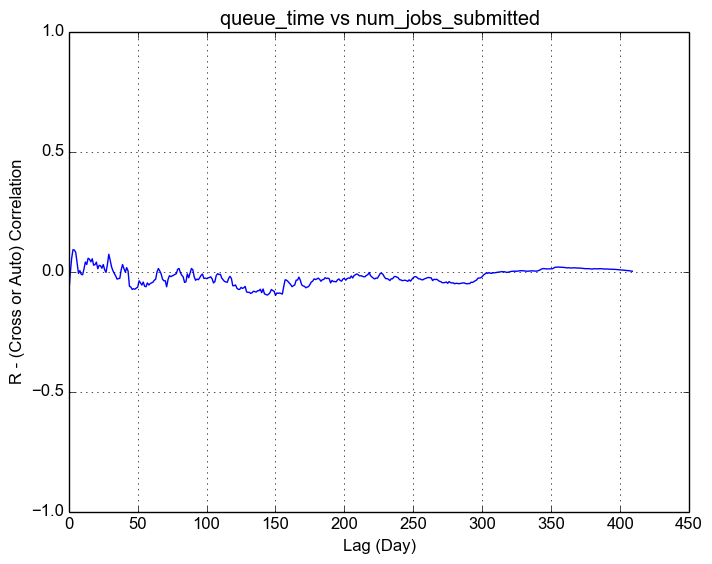 queue_time vs num_jobs_submitted
1.0
0.5
0.0
−0.5
−1.0
R - (Cross or Auto) Correlation
0 50 100 150 200 250 300 350 400 450
Lag (Day)